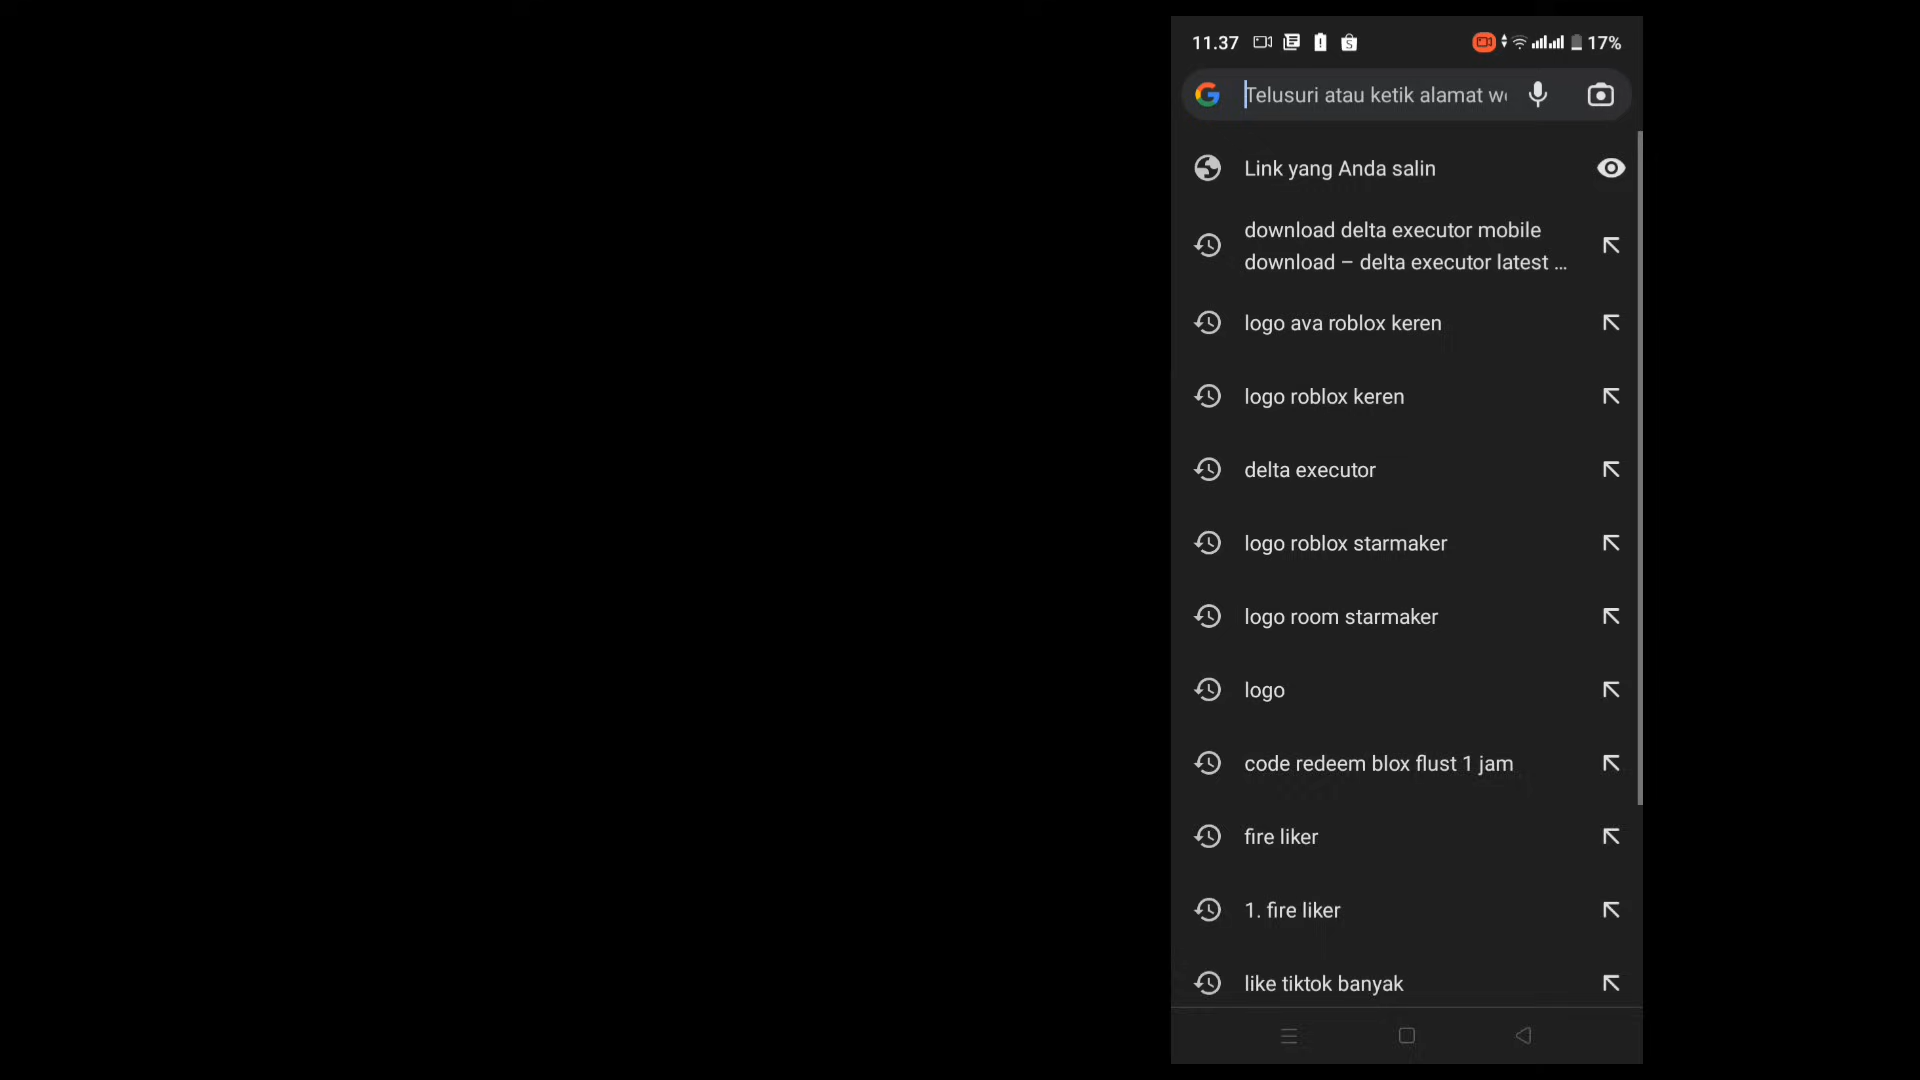 11.37
17%
Telusuri atau ketik alamat we
Link yang Anda salin
download delta executor mobile
download – delta executor latest ...
logo ava roblox keren
logo roblox keren
delta executor
logo roblox starmaker
logo room starmaker
logo
code redeem blox flust 1 jam
fire liker
1. fire liker
like tiktok banyak